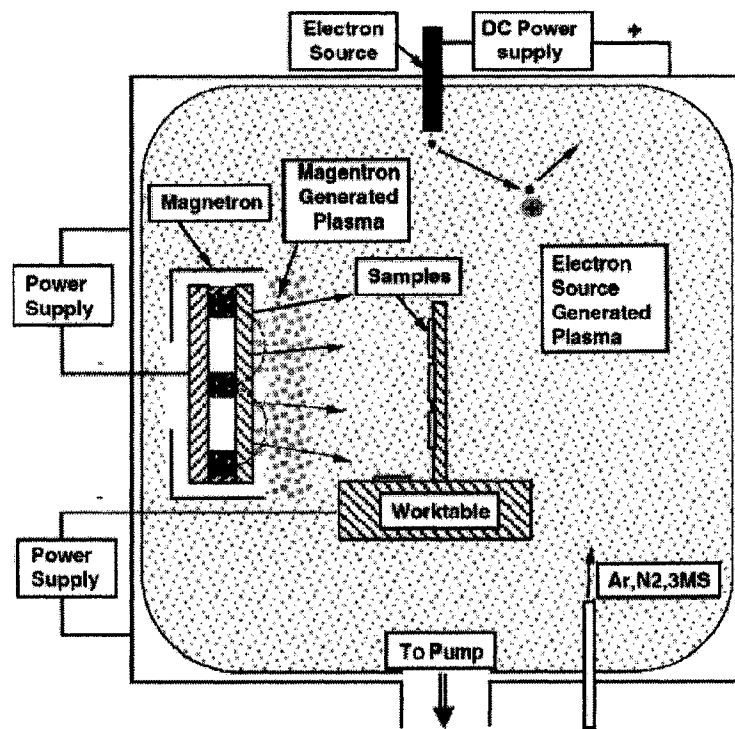 Electron
Source
DC Power
supply
+
Magentron
Generated
Plasma
Magnetron
Samples
Power
Supply
Electron
Source
Generated
Plasma
Worktable
Power
Supply
Ar,N2,3MS
To Pump